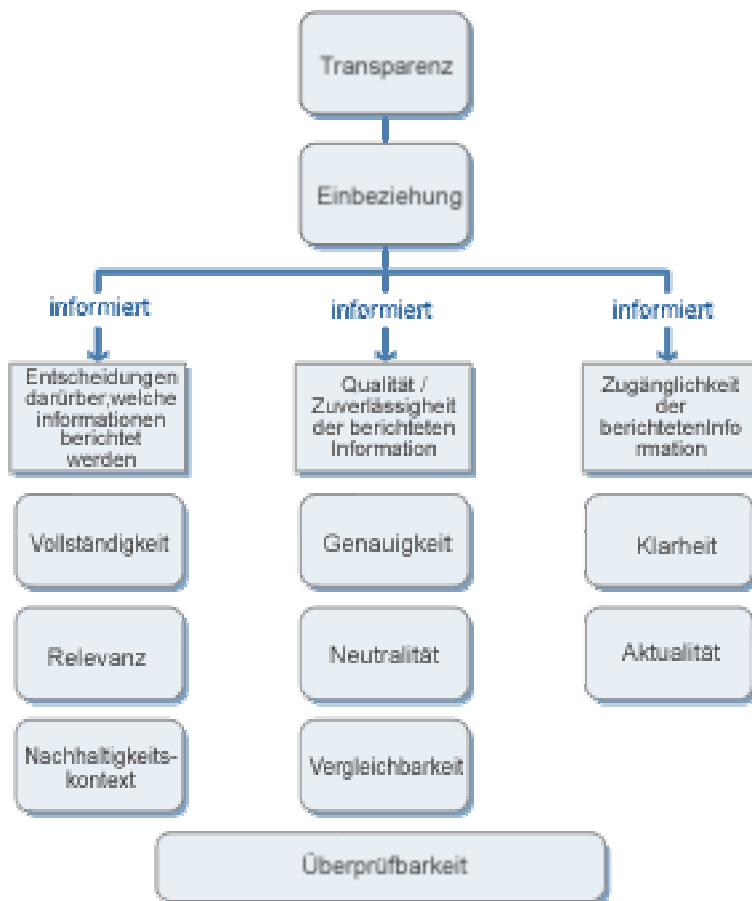 Transparenz
Einbeziehung
informiert
informiert
informiert
Entscheidungen
darürber,welche
informationen
berichtet
werden
Qualität /
Zuverlässigheit
der berichteten
Information
Zugänglichkeit
der
berichtetenInfo
rmation
Vollständigkeit
Genauigkeit
Klarheit
Relevanz
Neutralität
Aktualität
Nachhaltigkeits-
kontext
Vergleichbarkeit
Überprüfbarkeit